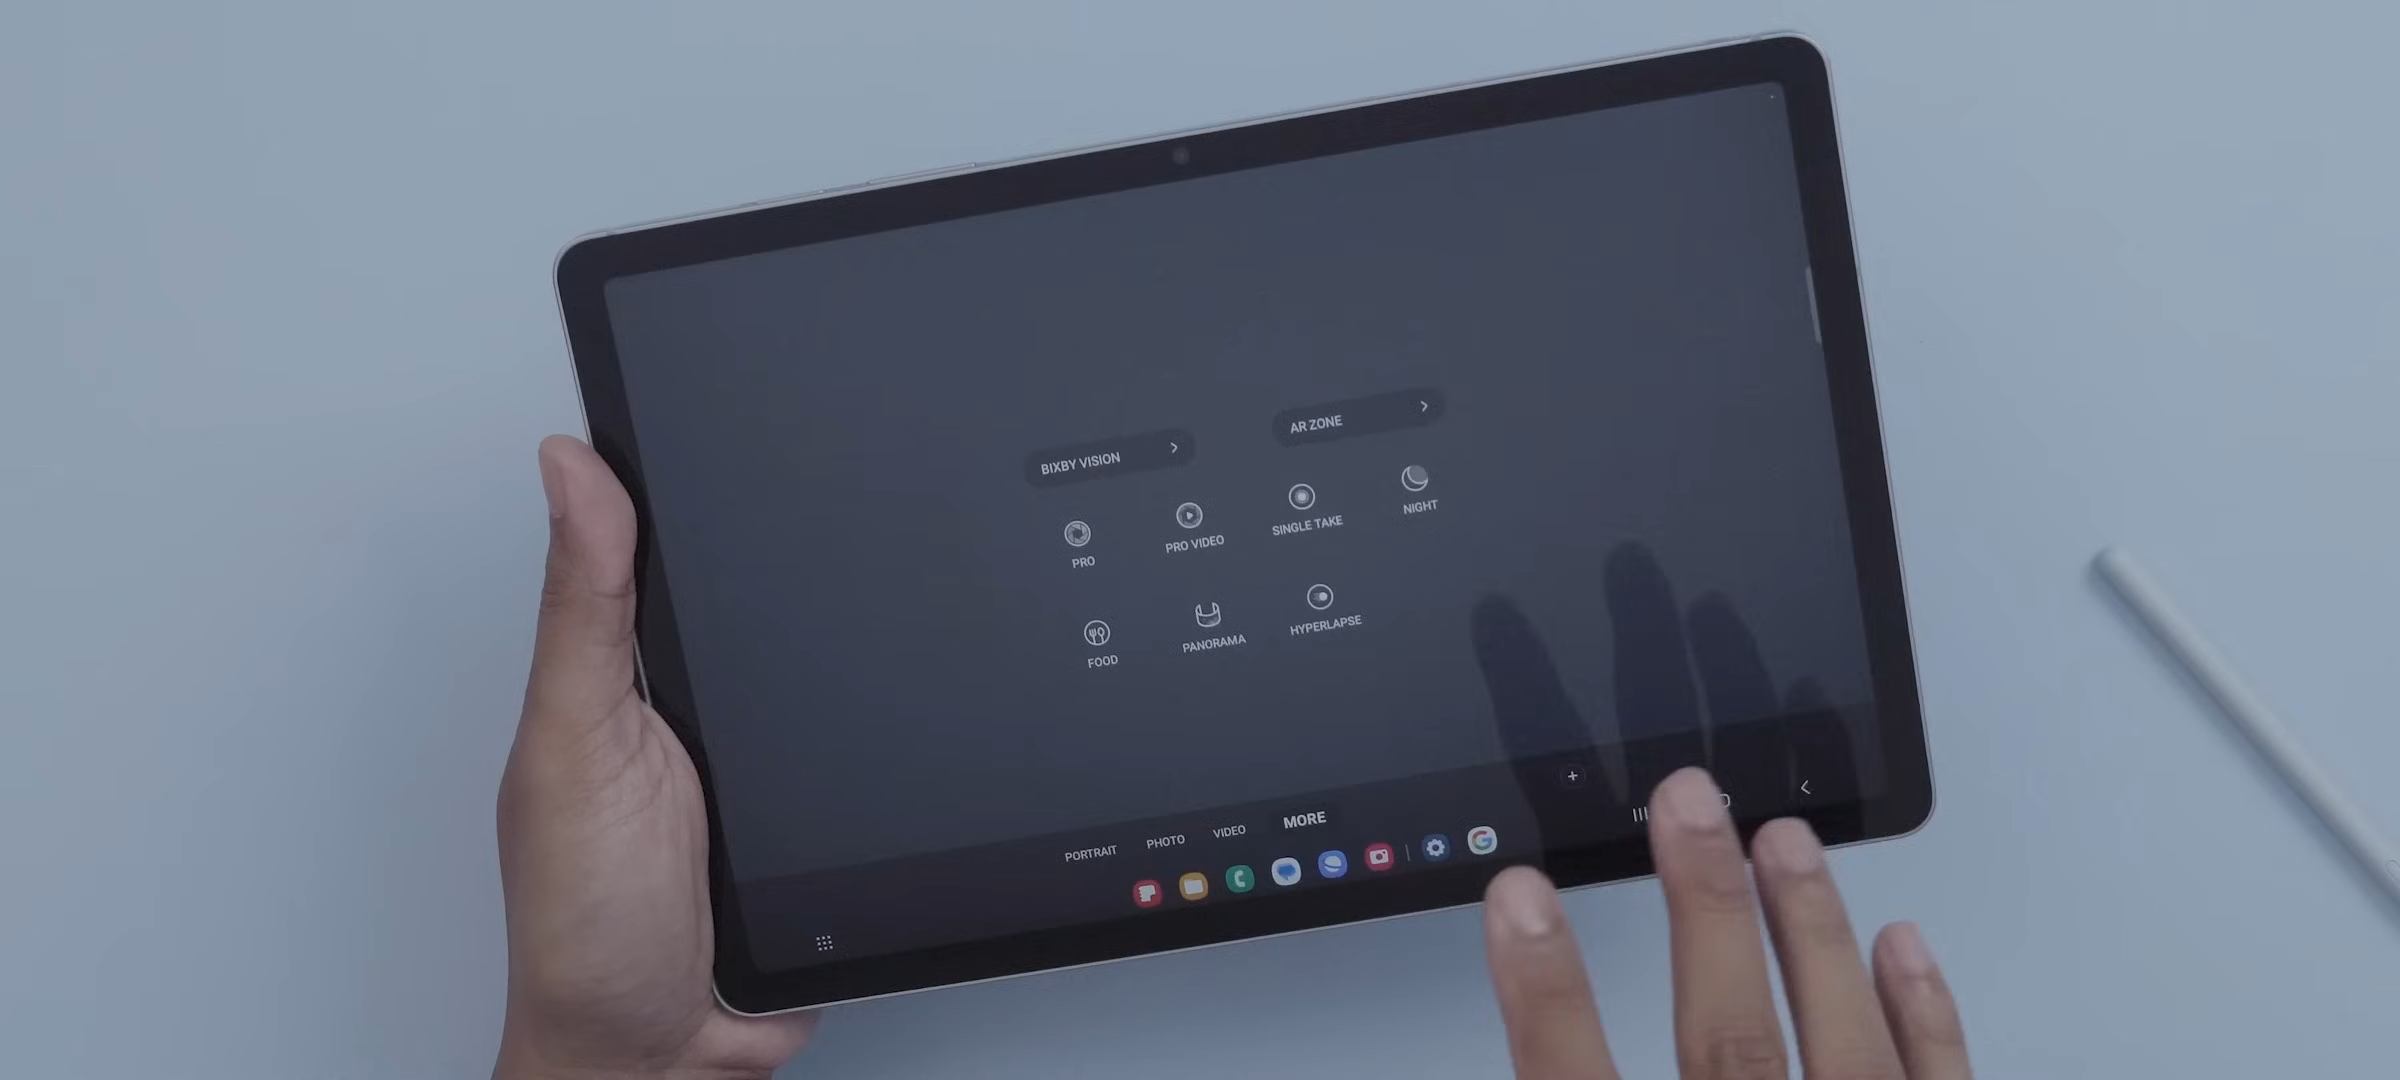 BIXBY VISION
AR ZONE
PRO
PRO VIDEO
SINGLE TAKE
NIGHT
FOOD
PANORAMA
HYPERLAPSE
PORTRAIT
PHOTO
VIDEO
MORE